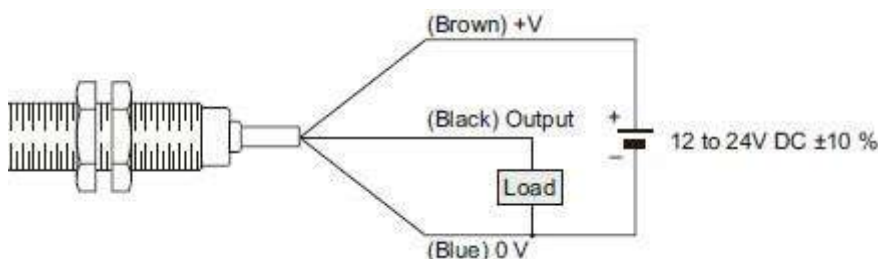 (Brown) +V
(Black) Output
+
12 to 24V DC ±10 %
−
Load
(Blue) 0 V